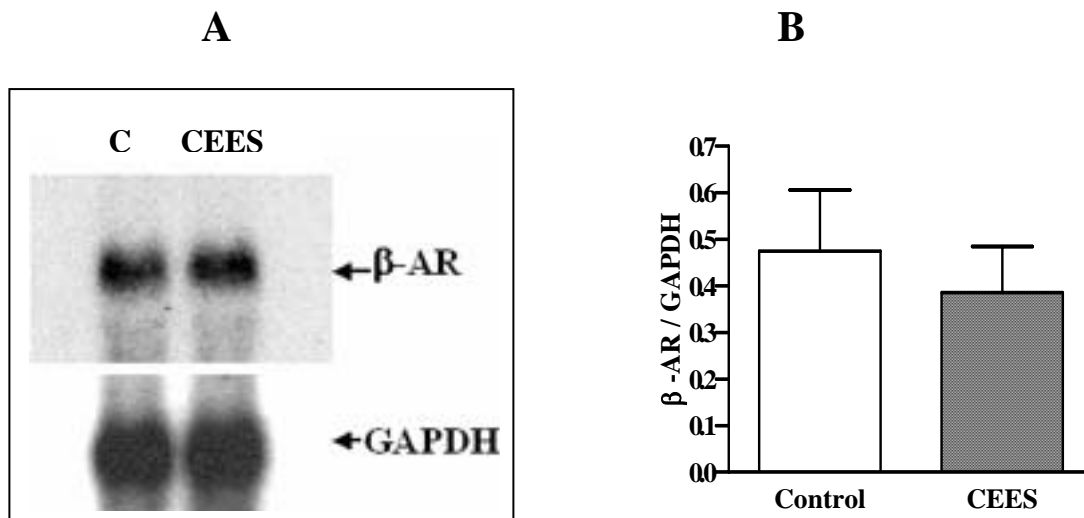 A
B
C CEES
β-AR
GAPDH
β -AR / GAPDH
0.7
0.6
0.5
0.4
0.3
0.2
0.1
0.0
Control CEES